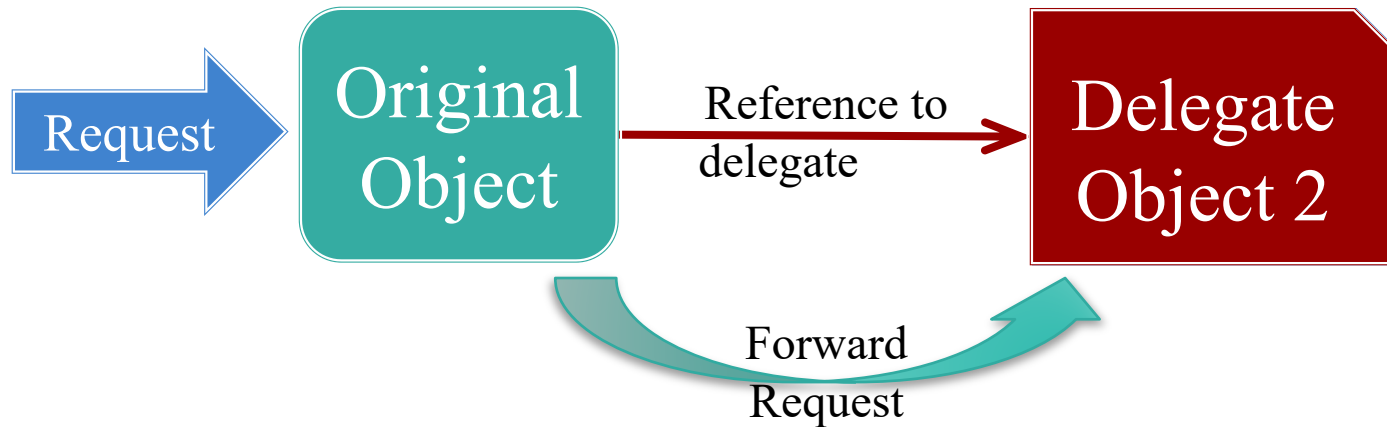 Request
Original
Object
Reference to
delegate
Delegate
Object 2
Forward
Request